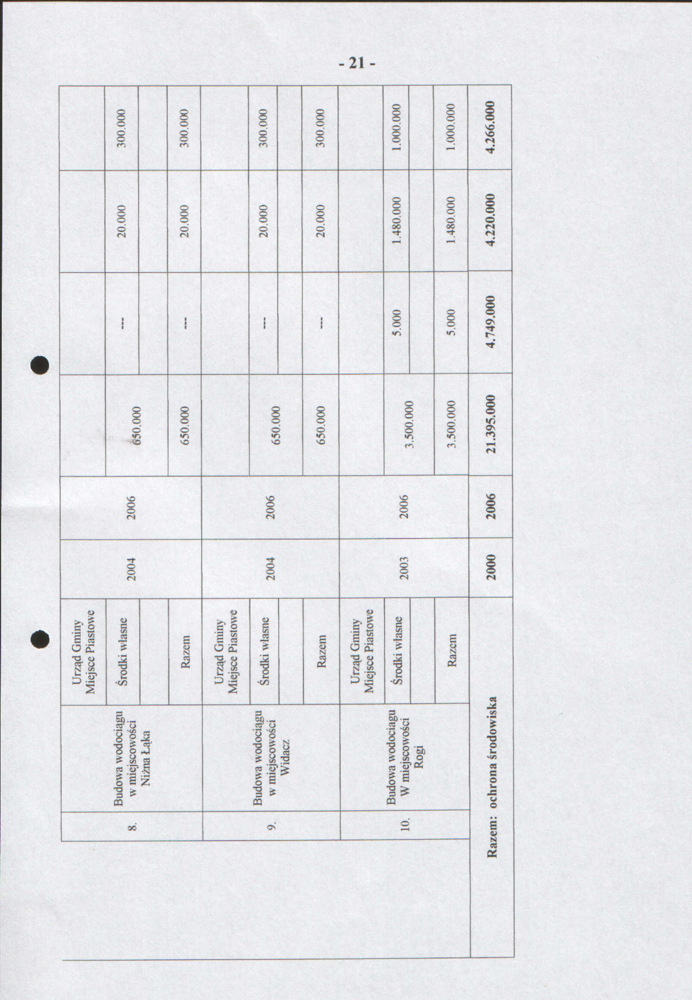 - 21 -
Urząd Gminy
Miejsce Piastowe
8.
Budowa wodociągu
w miejscowości
Niżna Łąka
Środki własne
2004
2006
650.000
---
20.000
300.000
Razem
650.000
---
20.000
300.000
Urząd Gminy
Miejsce Piastowe
9.
Budowa wodociągu
w miejscowości
Widacz
Środki własne
2004
2006
650.000
---
20.000
300.000
Razem
650.000
---
20.000
300.000
Urząd Gminy
Miejsce Piastowe
10.
Budowa wodociagu
W miejscowości
Rogi
Środki własne
2003
2006
3.500.000
5.000
1.480.000
1.000.000
Razem
3.500.000
5.000
1.480.000
1.000.000
Razem: ochrona środowiska 2000 2006 21.395.000 4.749.000 4.220.000 4.266.000